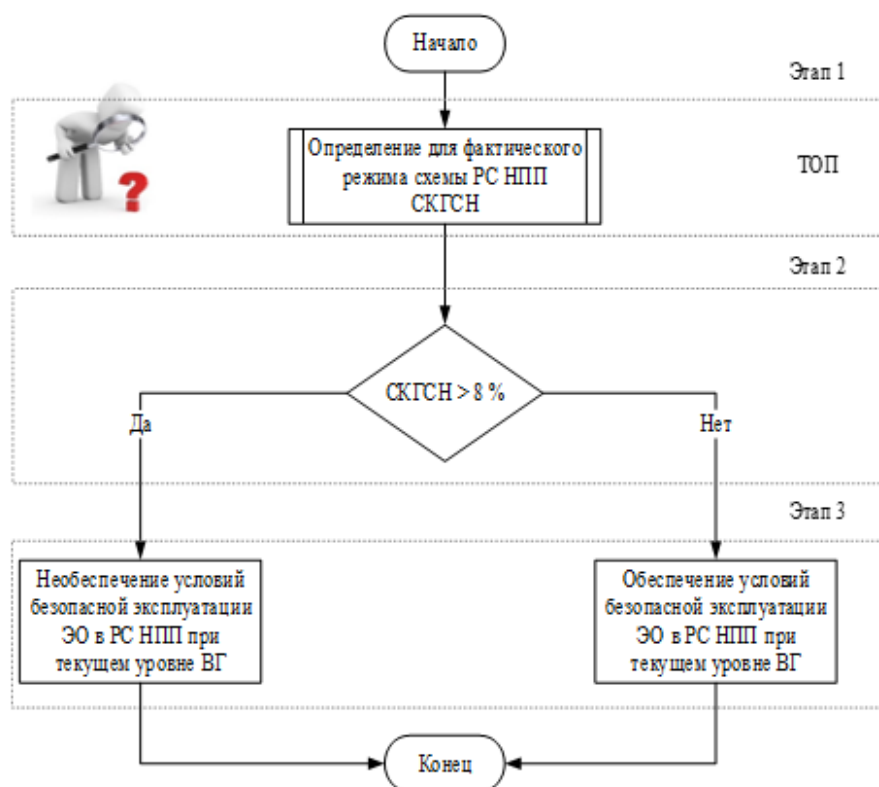 Начало
Этап 1
Определение для фактического
режима схемы РС НПП
СКГСН
ТОП
?
Этап 2
СКГСН > 8 %
Да
Нет
Этап 3
Необеспечение условий
безопасной эксплуатации
ЭО в РС НПП при
текущем уровне ВГ
Обеспечение условий
безопасной эксплуатации
ЭО в РС НПП при
текущем уровне ВГ
Конец